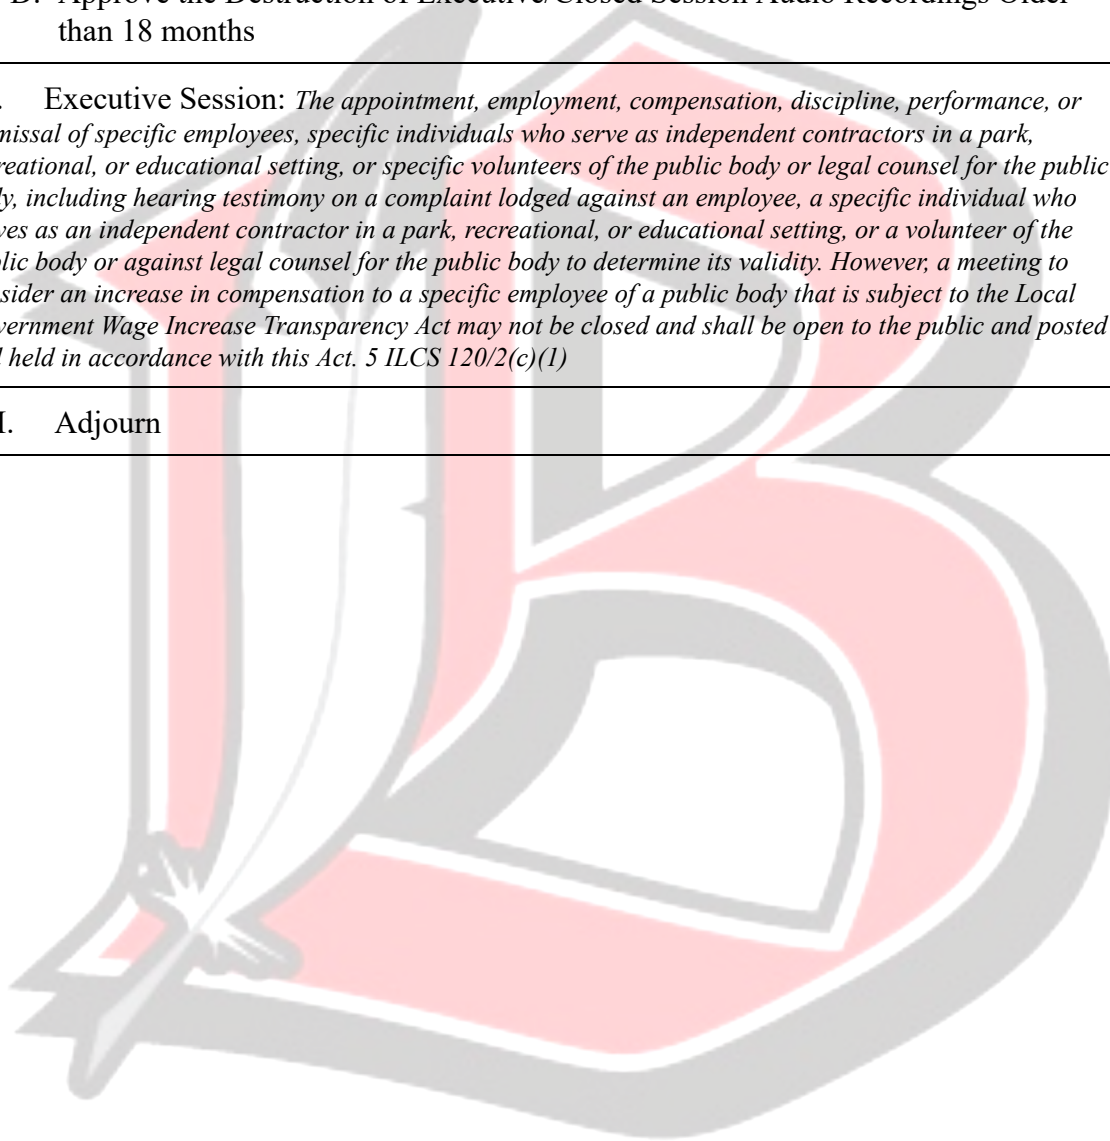 Approve the Destruction of Executive/Closed Session Audio Recordings Older
than 18 months
. Executive Session: The appointment, employment, compensation, discipline, performance, or
missal of specific employees, specific individuals who serve as independent contractors in a park,
reational, or educational setting, or specific volunteers of the public body or legal counsel for the public
y, including hearing testimony on a complaint lodged against an employee, a specific individual who
ves as an independent contractor in a park, recreational, or educational setting, or a volunteer of the
lic body or against legal counsel for the public body to determine its validity. However, a meeting to
sider an increase in compensation to a specific employee of a public body that is subject to the Local
vernment Wage Increase Transparency Act may not be closed and shall be open to the public and posted
l held in accordance with this Act. 5 ILCS 120/2(c)(1)
I. Adjourn